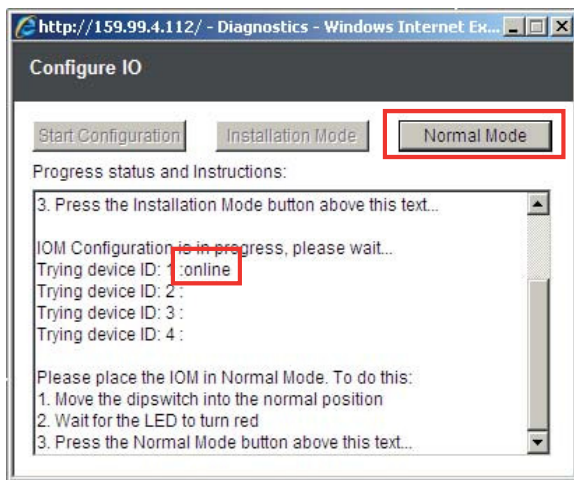 http://159.99.4.112/ - Diagnostics - Windows Internet Ex...
Configure IO
Start Configuration
Installation Mode
Normal Mode
Progress status and Instructions:
3. Press the Installation Mode button above this text...
IOM Configuration is in progress, please wait...
Trying device ID: 1 :online
Trying device ID: 2 :
Trying device ID: 3 :
Trying device ID: 4 :
Please place the IOM in Normal Mode. To do this:
1. Move the dipswitch into the normal position
2. Wait for the LED to turn red
3. Press the Normal Mode button above this text...